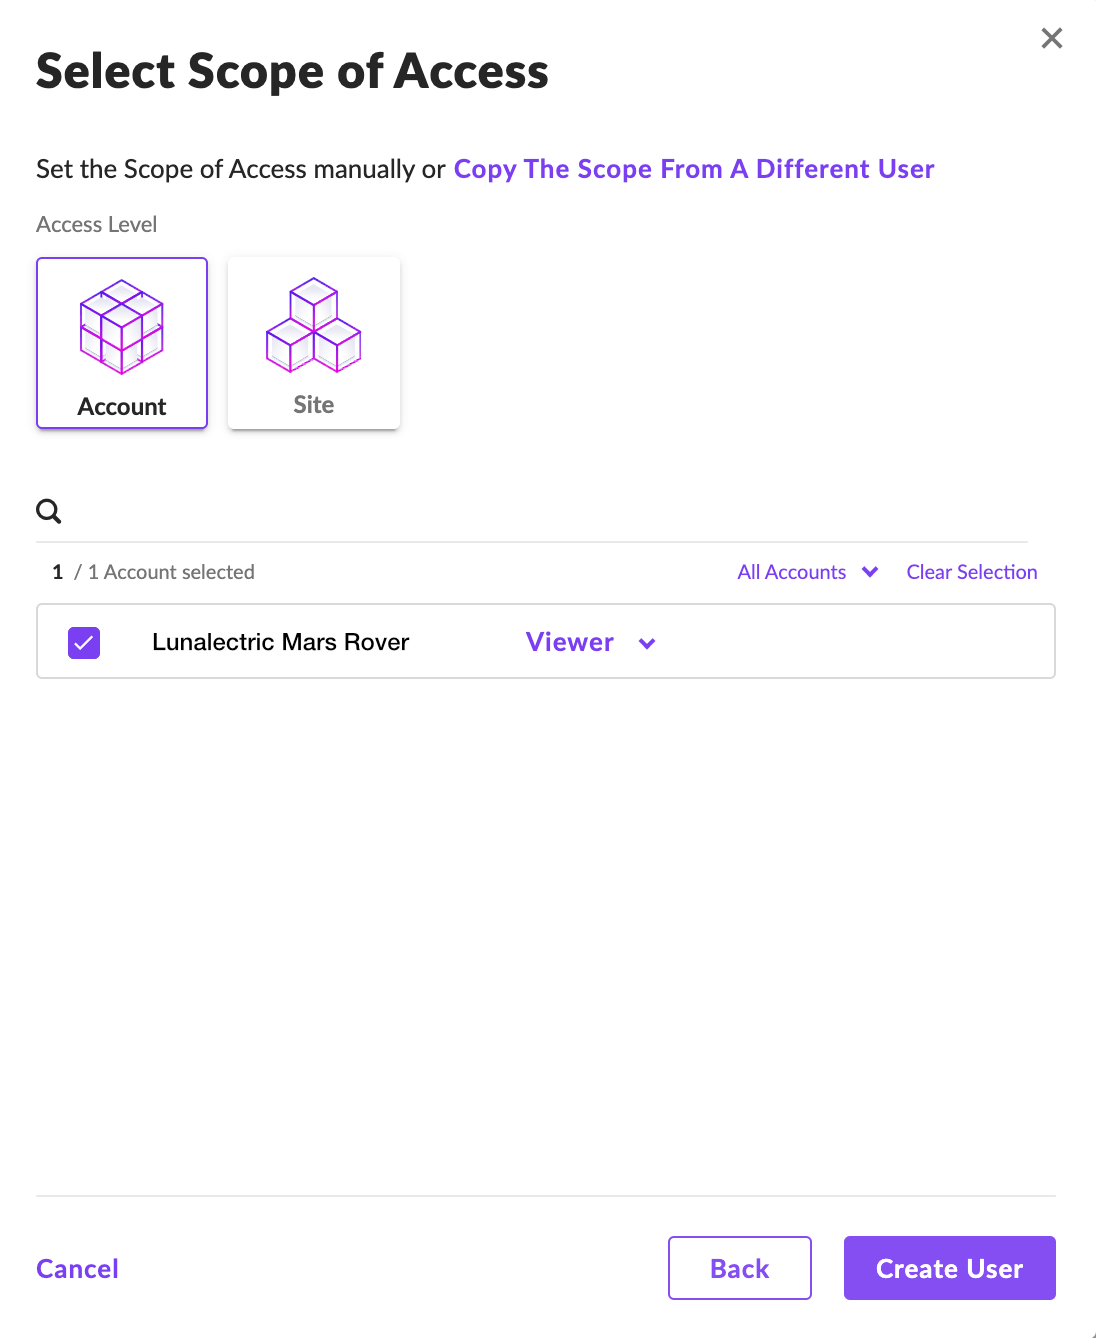 Select Scope of Access
Set the Scope of Access manually or Copy The Scope From A Different User
Access Level
Account
Site
1 / 1 Account selected
All Accounts
Clear Selection
Lunalectric Mars Rover
Viewer
Cancel
Back
Create User